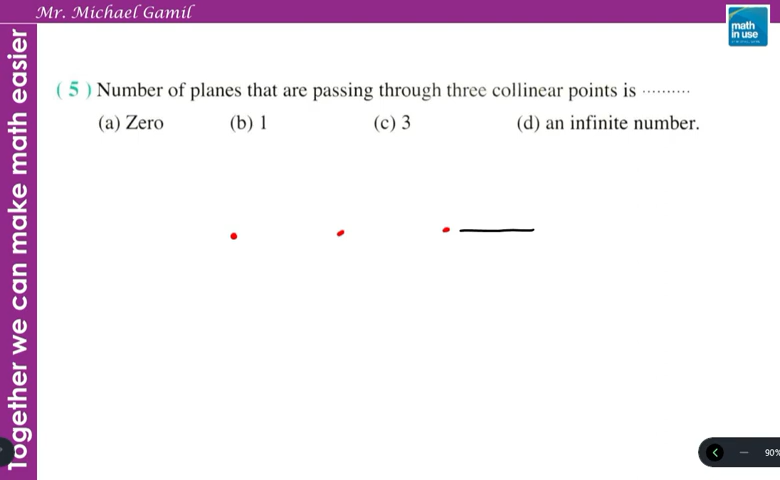 Mr. Michael Gamil
math
in use
Together we can make math easier
( 5 ) Number of planes that are passing through three collinear points is ··········
(a) Zero (b) 1 (c) 3 (d) an infinite number.
90%